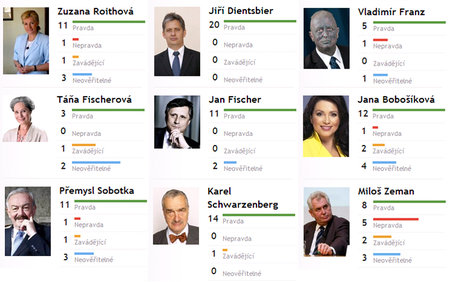 Zuzana Roithová
11
Pravda
1
Nepravda
1
Zavádějící
3
Neověřitelné
Jiří Dientsbier
20
Pravda
0
Nepravda
0
Zavádějící
0
Neověřitelné
Vladimír Franz
5
Pravda
1
Nepravda
2
Zavádějící
5
Neověřitelné
Táňa Fischerová
3
Pravda
0
Nepravda
1
Zavádějící
2
Neověřitelné
Jan Fischer
11
Pravda
0
Nepravda
0
Zavádějící
2
Neověřitelné
Jana Bobošíková
12
Pravda
1
Nepravda
2
Zavádějící
4
Neověřitelné
Přemysl Sobotka
11
Pravda
1
Nepravda
1
Zavádějící
3
Neověřitelné
Karel
Schwarzenberg
14
Pravda
0
Nepravda
1
Zavádějící
0
Neověřitelné
Miloš Zeman
8
Pravda
5
Nepravda
2
Zavádějící
3
Neověřitelné